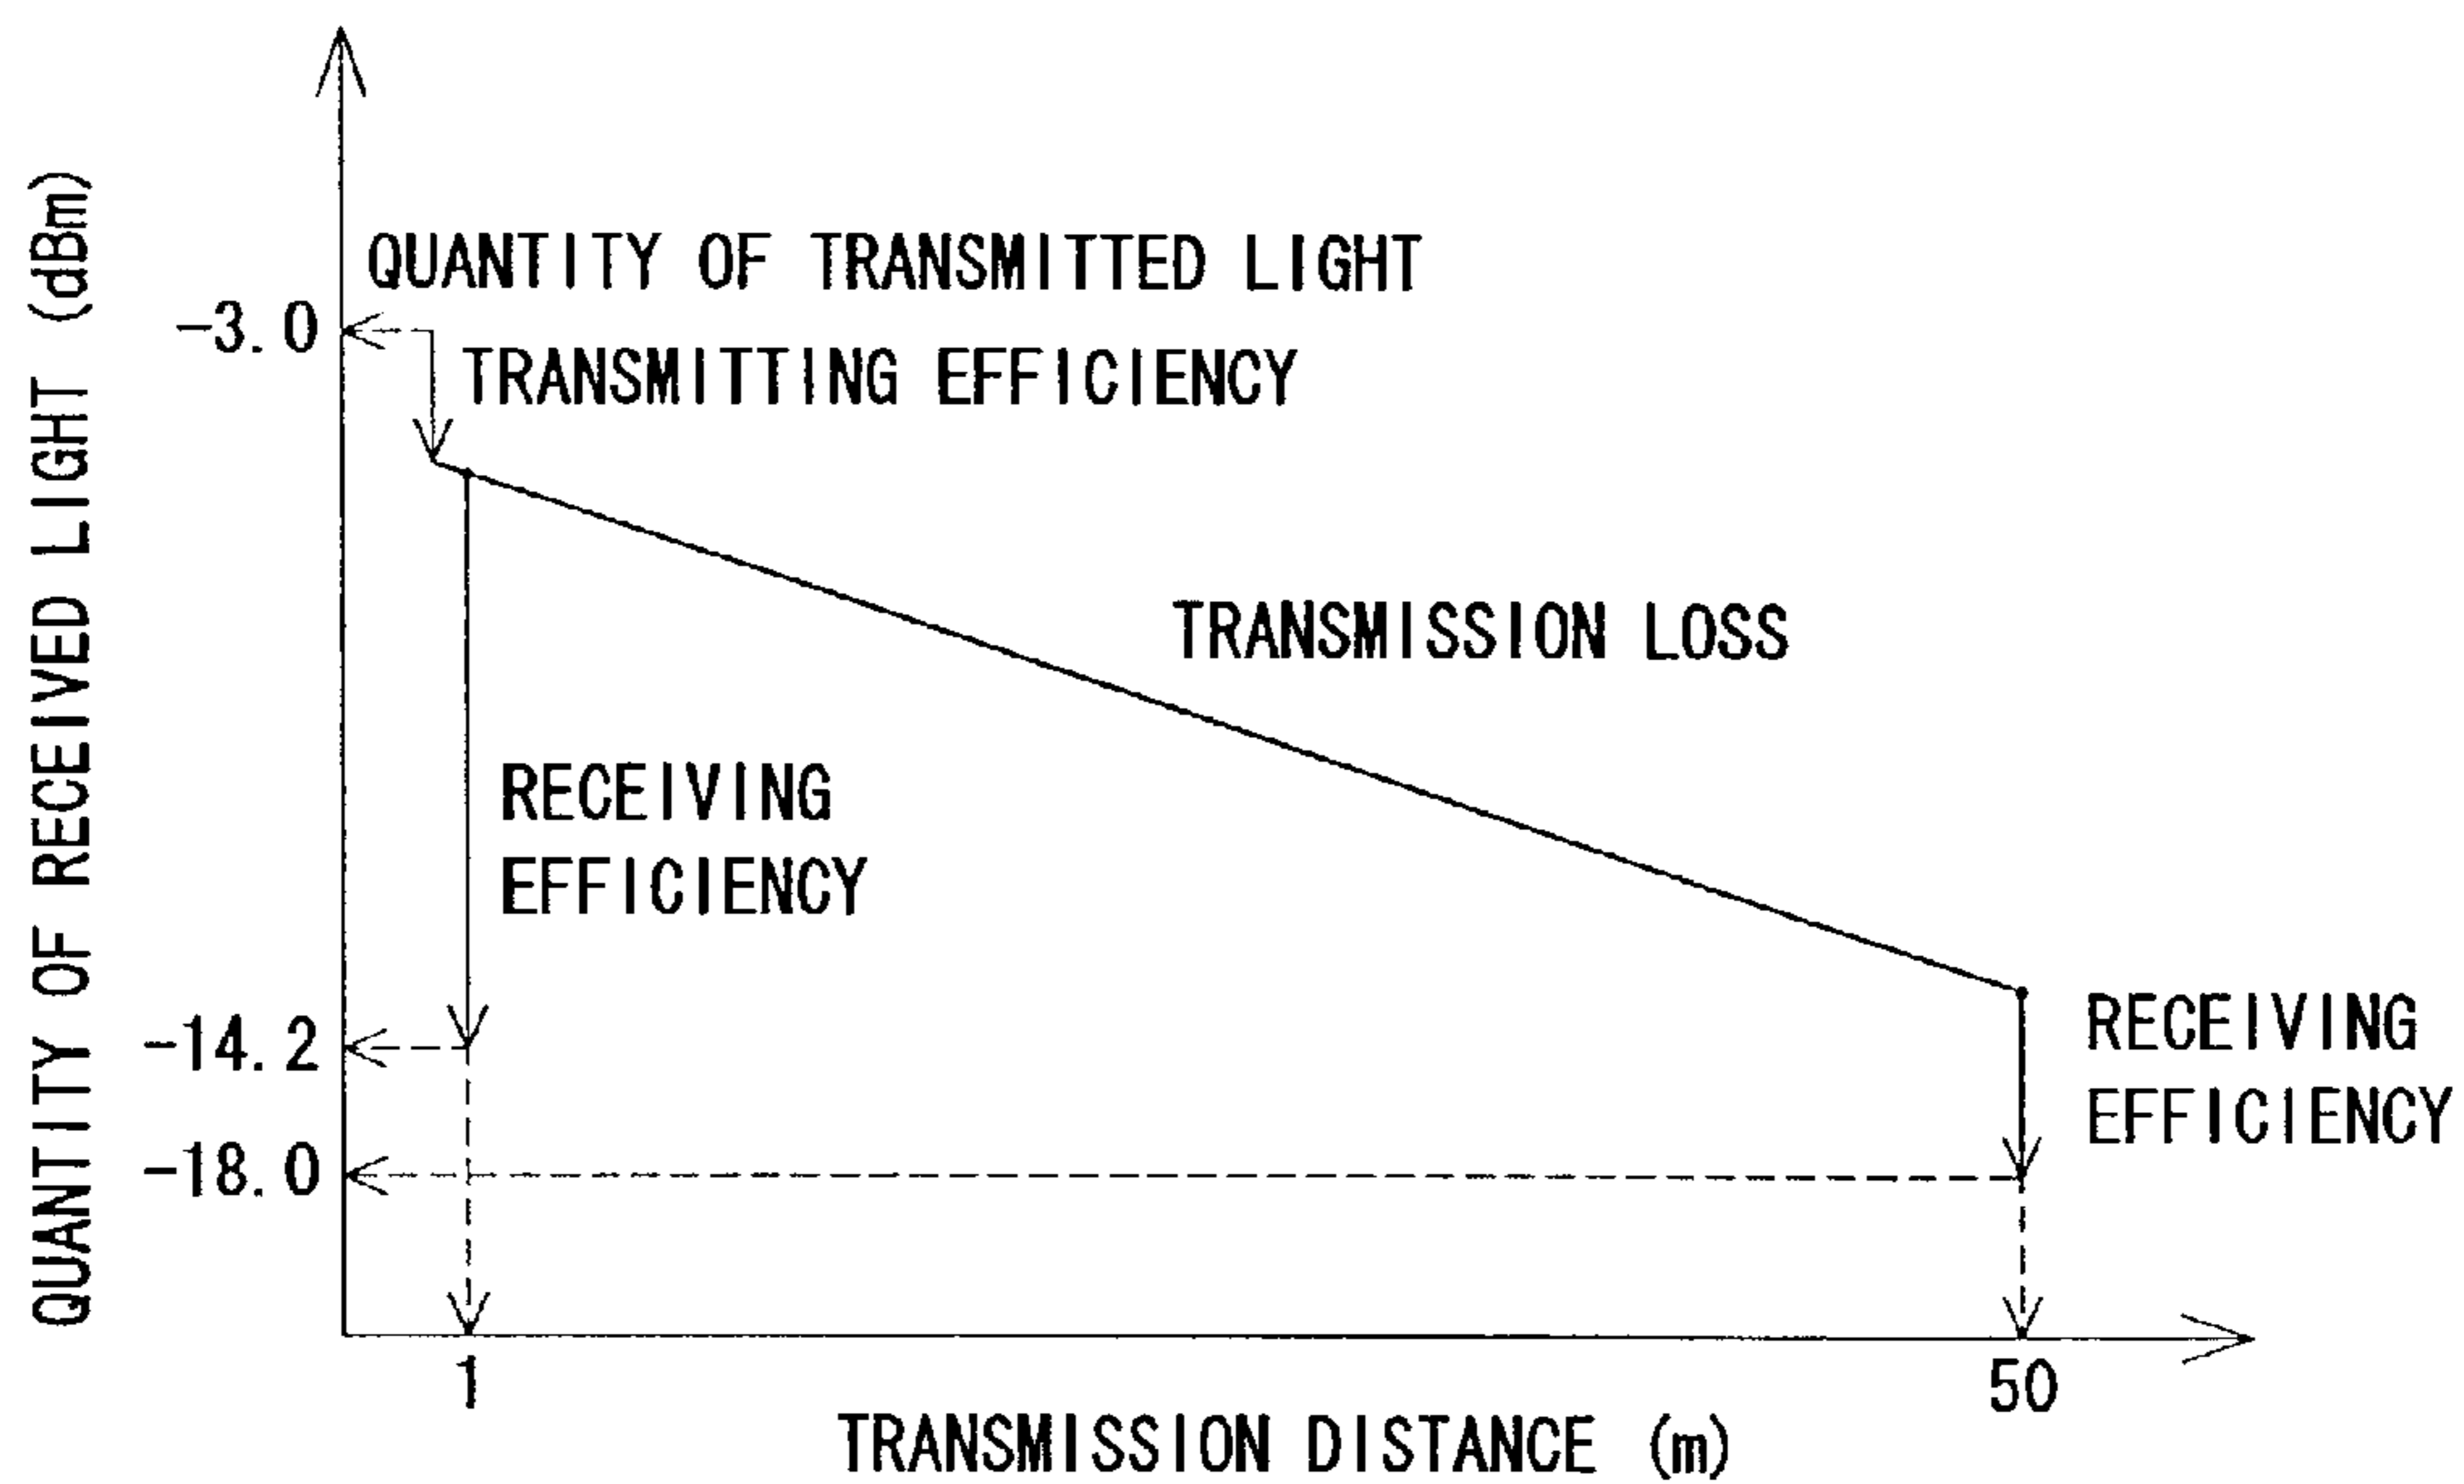 QUANTITY OF RECEIVED LIGHT (dBm)
QUANTITY OF TRANSMITTED LIGHT
-3.0
TRANSMITTING EFFICIENCY
TRANSMISSION LOSS
RECEIVING
EFFICIENCY
-14.2
RECEIVING
EFFICIENCY
-18.0
1
50
TRANSMISSION DISTANCE (m)